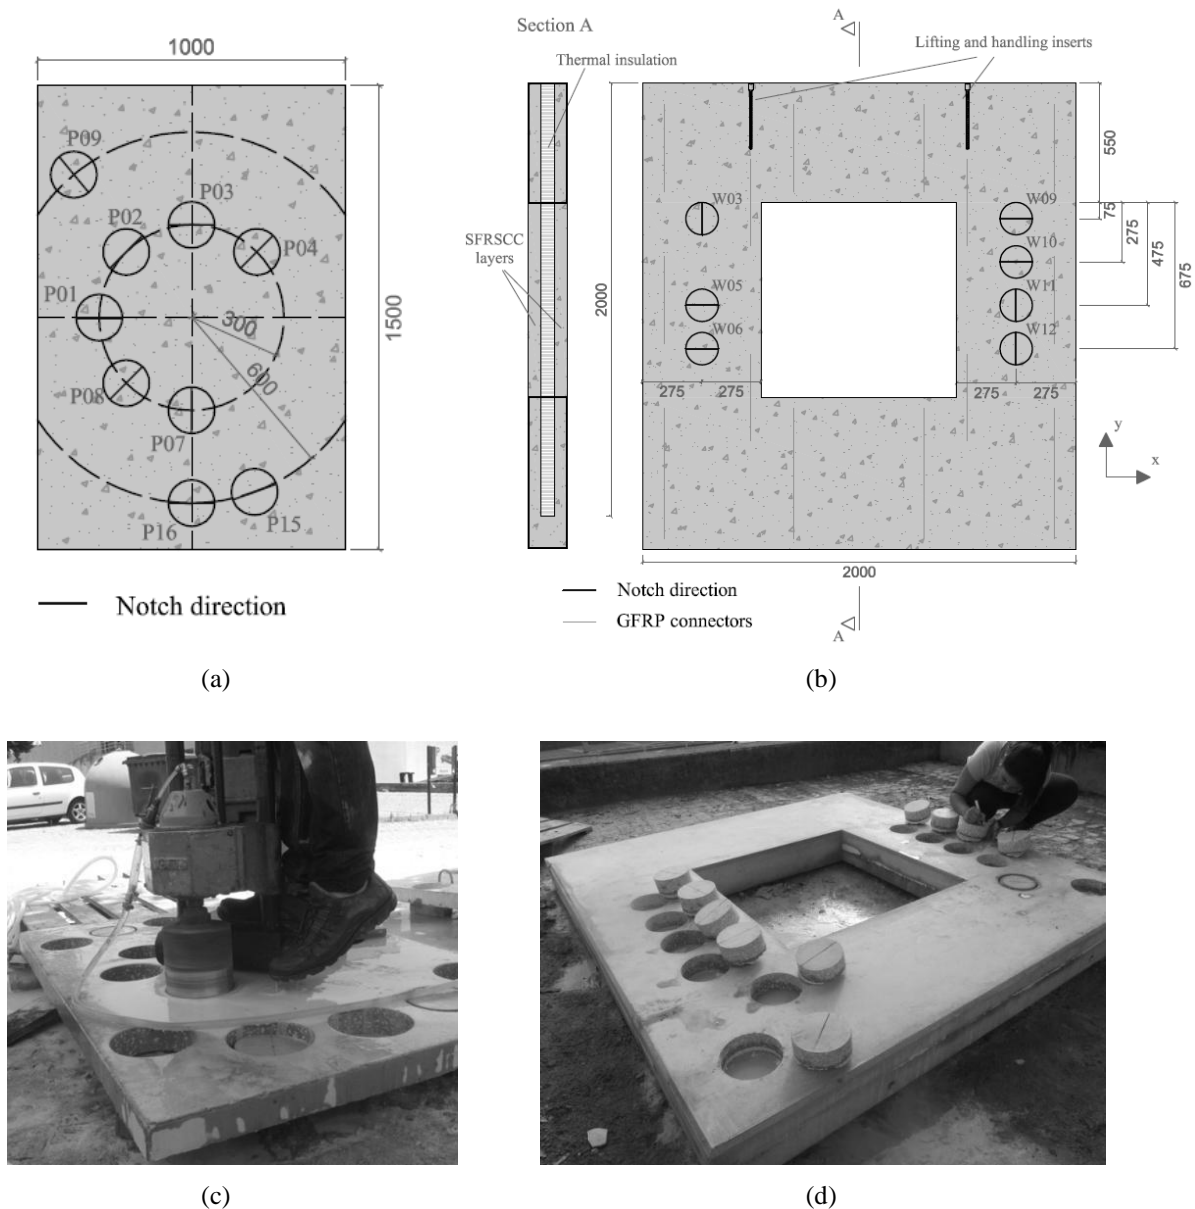 1000
P09
P03
P02
P04
P01
300
1500
600
P08
P07
P16
P15
Notch direction
(a)
Section A
Thermal insulation
SFRSCC
layers
2000
A
Lifting and handling inserts
W03
W05
W06
W09
W10
W11
W12
550
75
275
475
675
275
275
275
275
y
x
2000
Notch direction
GFRP connectors
A
(b)
(c)
(d)